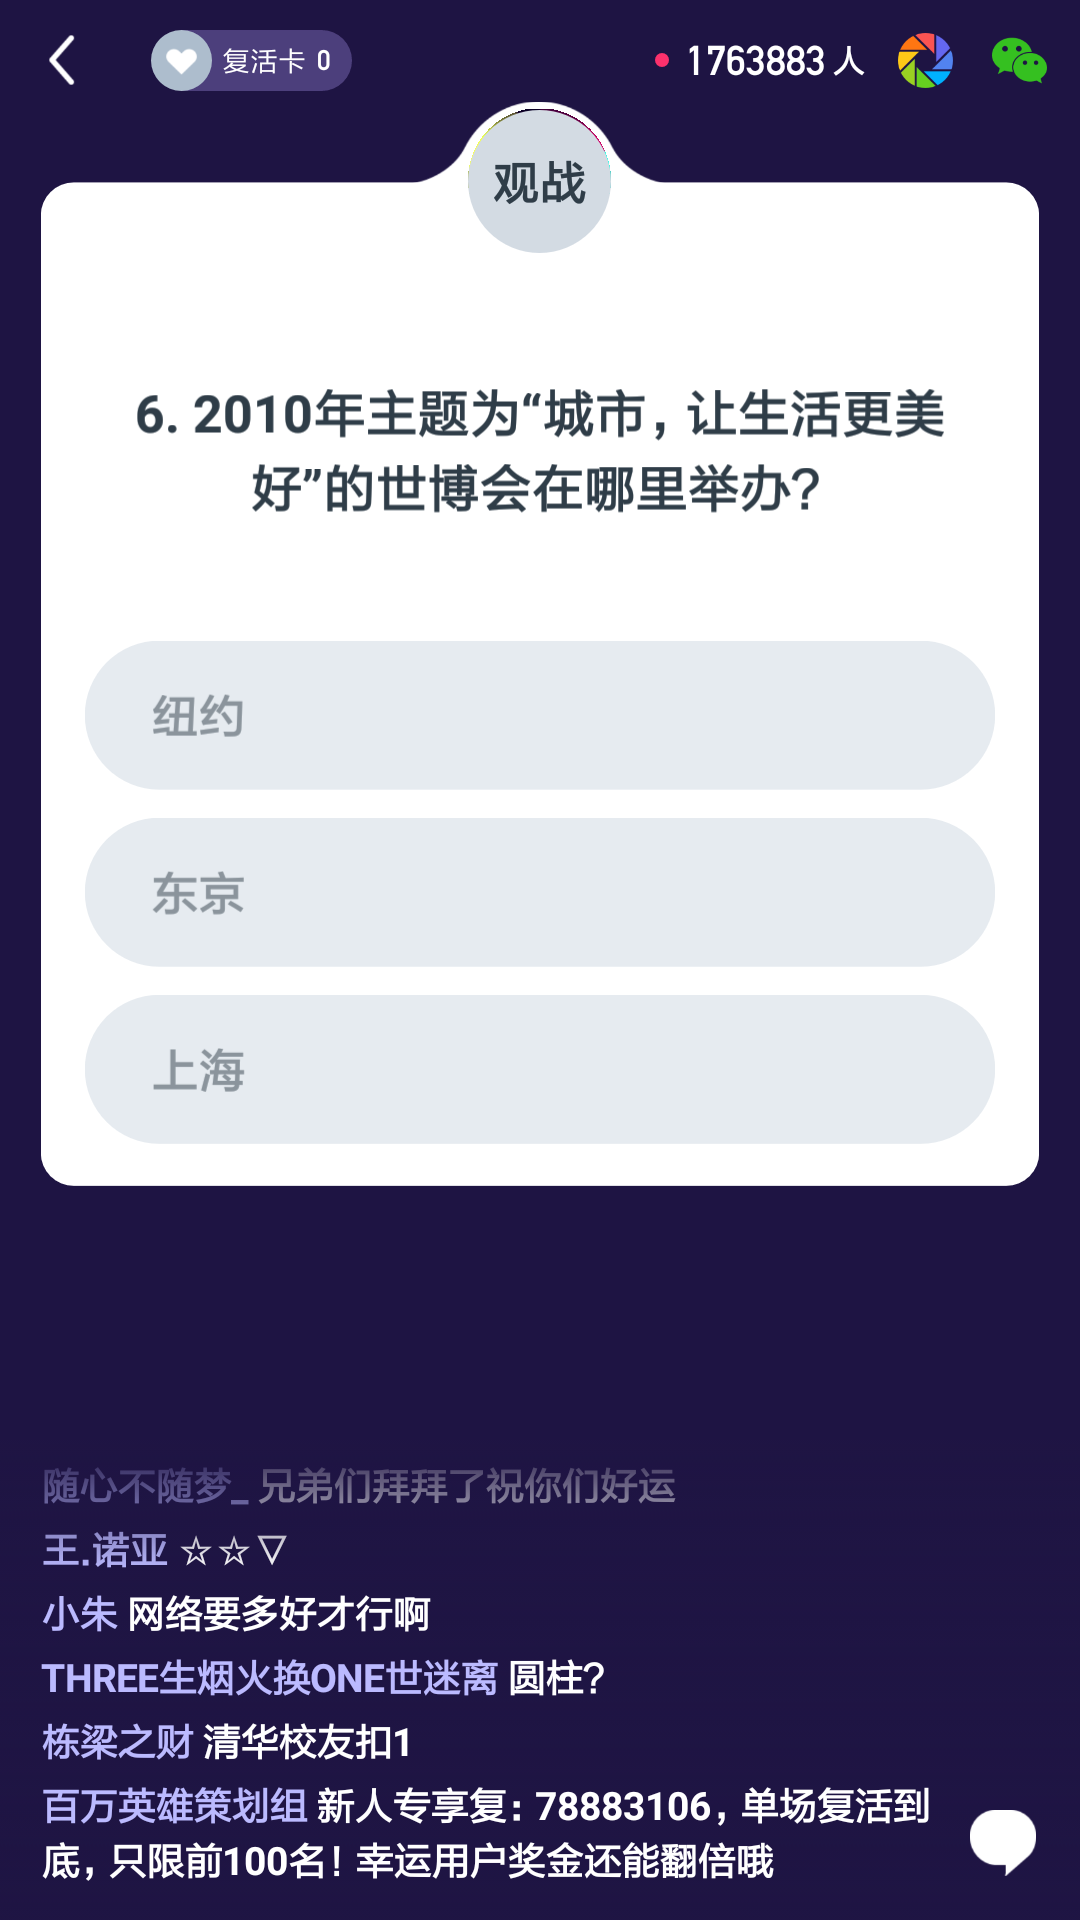 复活卡 0
1763883 人
观战
6. 2010年主题为“城市，让生活更美
好”的世博会在哪里举办？
纽约
东京
上海
随心不随梦_ 兄弟们拜拜了祝你们好运
王.诺亚 ☆☆▽
小朱 网络要多好才行啊
THREE生烟火换ONE世迷离 圆柱？
栋梁之财 清华校友扣1
百万英雄策划组 新人专享复：78883106，单场复活到
底，只限前100名！幸运用户奖金还能翻倍哦